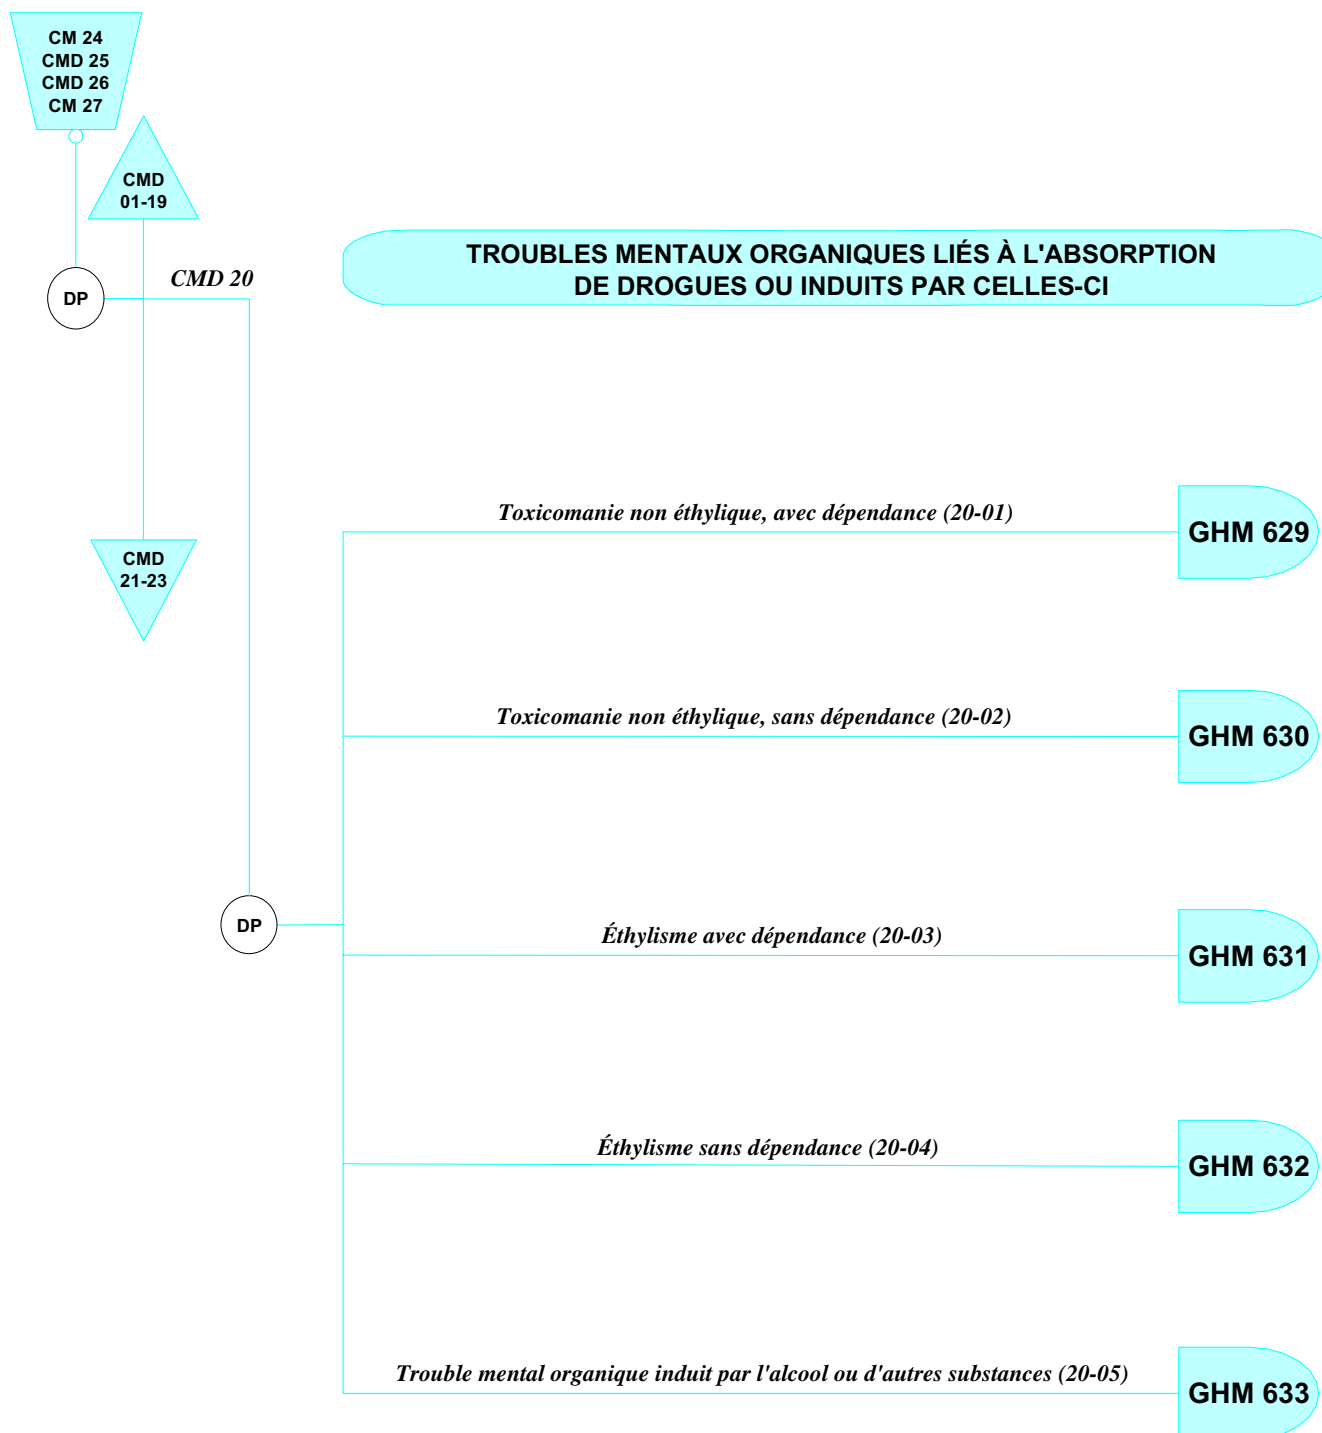 CM 24
CMD 25
CMD 26
CM 27
CMD
01-19
TROUBLES MENTAUX ORGANIQUES LIÉS À L'ABSORPTION
DE DROGUES OU INDUITS PAR CELLES-CI
CMD 20
DP
Toxicomanie non éthylique, avec dépendance (20-01)
GHM 629
CMD
21-23
Toxicomanie non éthylique, sans dépendance (20-02)
GHM 630
DP
Éthylisme avec dépendance (20-03)
GHM 631
Éthylisme sans dépendance (20-04)
GHM 632
Trouble mental organique induit par l'alcool ou d'autres substances (20-05)
GHM 633